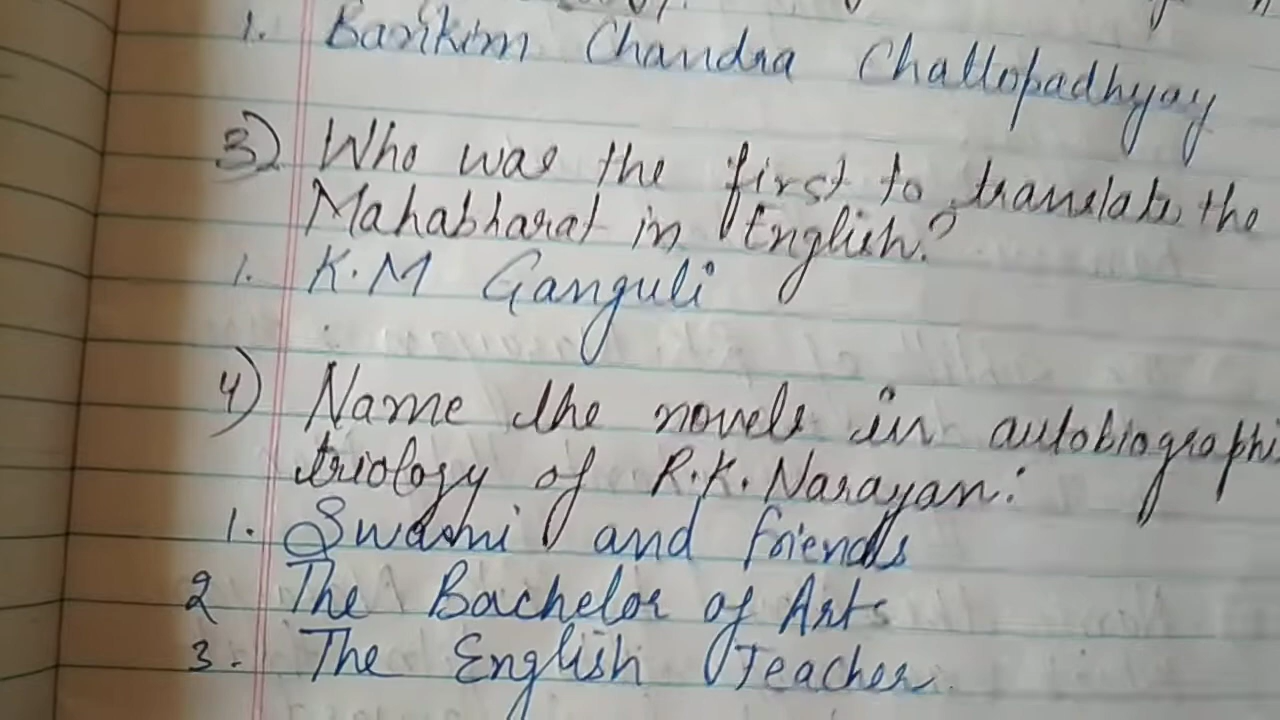 1. Bankim Chandra Chattopadhyay
3) Who was the first to translate the
Mahabharat in English?
1. K.M Ganguli
4) Name the novels in autobiographi
triology of R.K. Narayan:
1. Swami and friends
2 The Bachelor of Arts
3. The English Teacher.